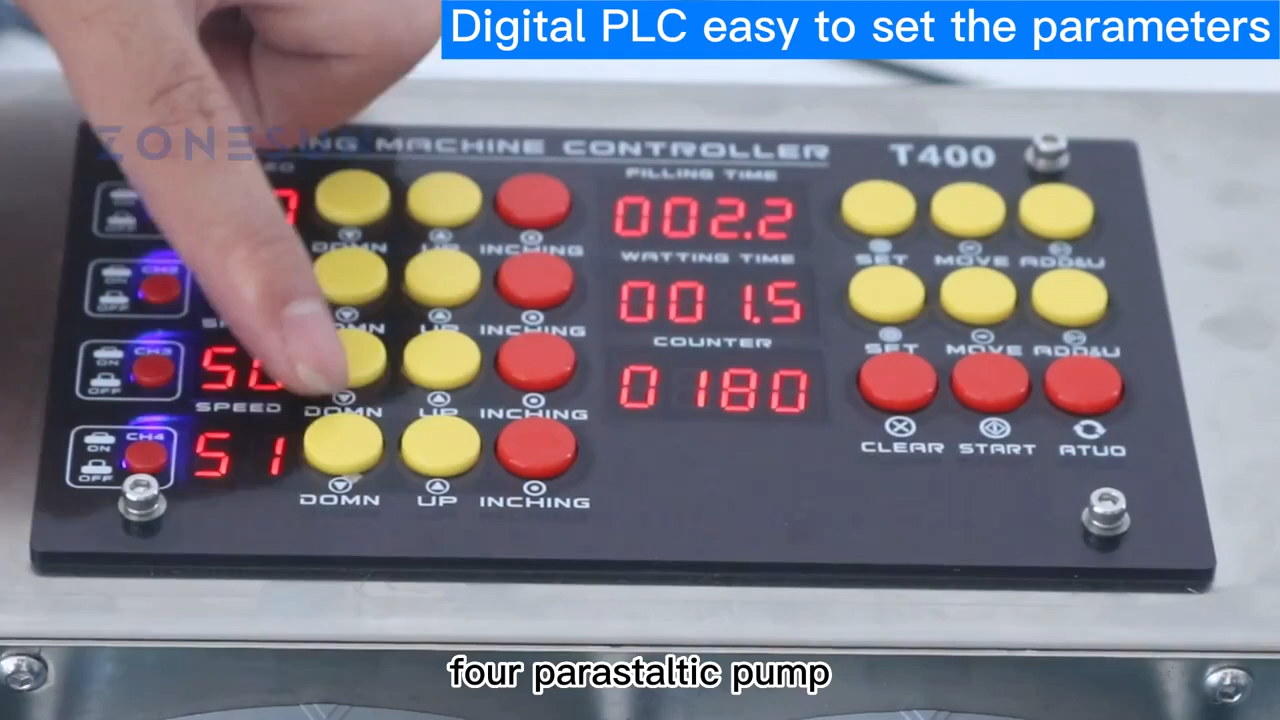 Digital PLC easy to set the parameters
ZONESUN
ING MACHINE CONTROLLER T400
FILLING TIME
002.2
DOMN UP INCHING
SET MOVE ADD&U
WATTING TIME
CH2
ON
OFF
001.5
UP INCHING
SET MOVE ADD&U
COUNTER
CH3
ON
OFF
0180
SPEED
DOMN UP INCHING
CLEAR START ATUO
CH4
ON
OFF
51
DOMN UP INCHING
four parastaltic pump